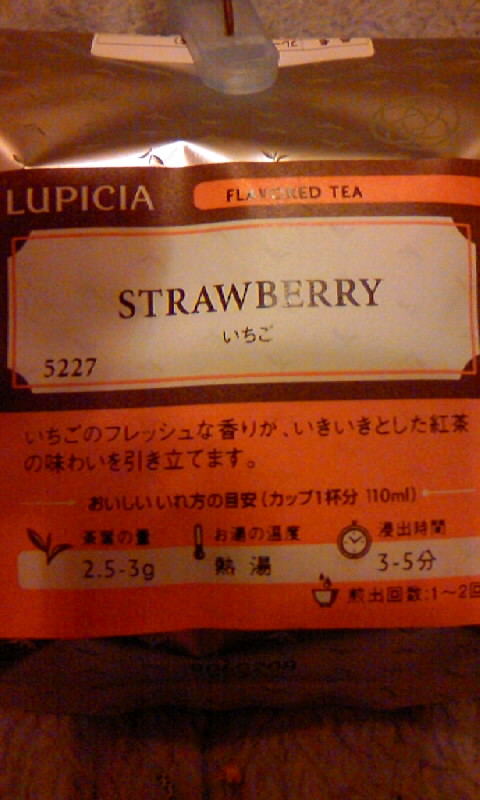 LUPICIA
FLAVORED TEA
STRAWBERRY
いちご
5227
いちごのフレッシュな香りが、いきいきとした紅茶
の味わいを引き立てます。
おいしいいれ方の目安（カップ1杯分 110ml）
茶葉の量
2.5-3g
お湯の温度
熱湯
浸出時間
3-5分
煎出回数:1〜2回